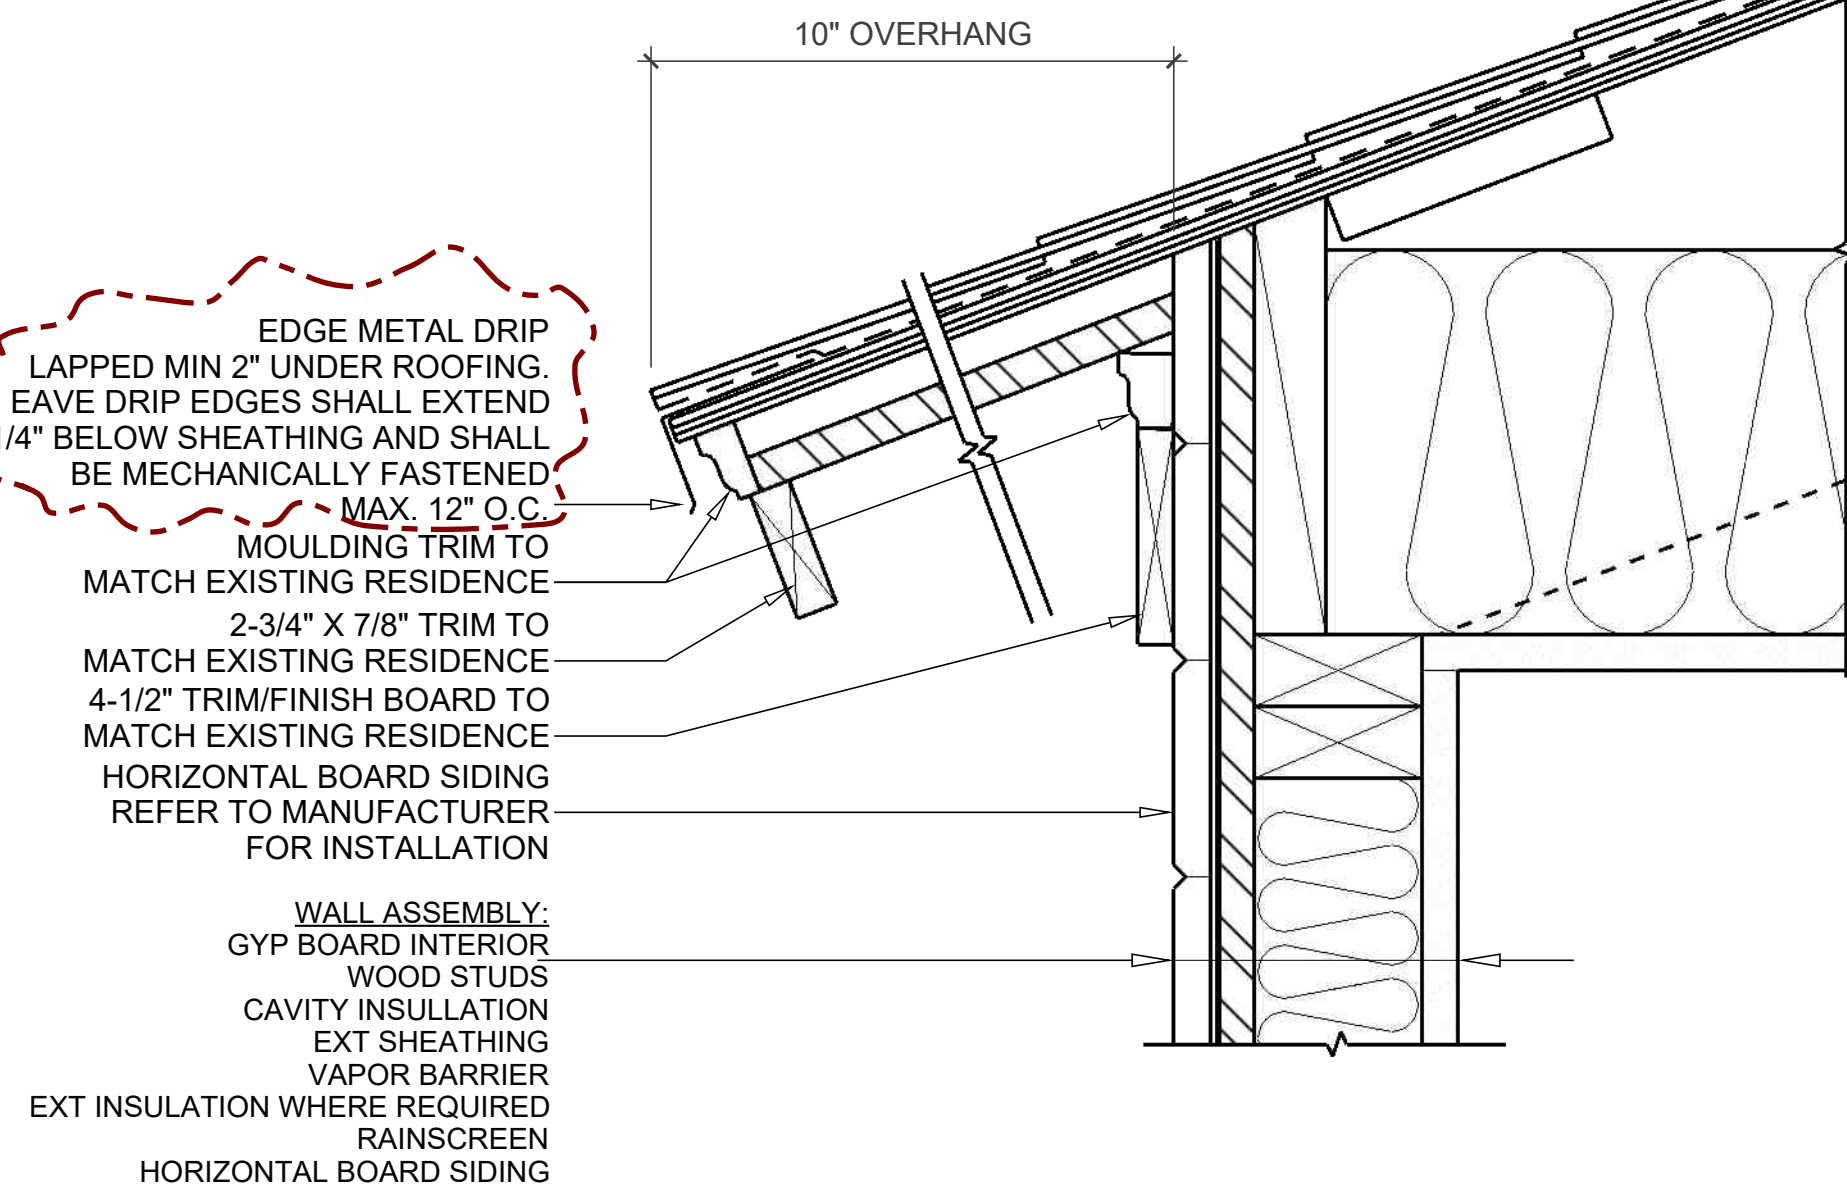 10" OVERHANG
EDGE METAL DRIP
LAPPED MIN 2" UNDER ROOFING.
EAVE DRIP EDGES SHALL EXTEND
1/4" BELOW SHEATHING AND SHALL
BE MECHANICALLY FASTENED
MAX. 12" O.C.
MOULDING TRIM TO
MATCH EXISTING RESIDENCE
2-3/4" X 7/8" TRIM TO
MATCH EXISTING RESIDENCE
4-1/2" TRIM/FINISH BOARD TO
MATCH EXISTING RESIDENCE
HORIZONTAL BOARD SIDING
REFER TO MANUFACTURER
FOR INSTALLATION
WALL ASSEMBLY:
GYP BOARD INTERIOR
WOOD STUDS
CAVITY INSULLATION
EXT SHEATHING
VAPOR BARRIER
EXT INSULATION WHERE REQUIRED
RAINSCREEN
HORIZONTAL BOARD SIDING